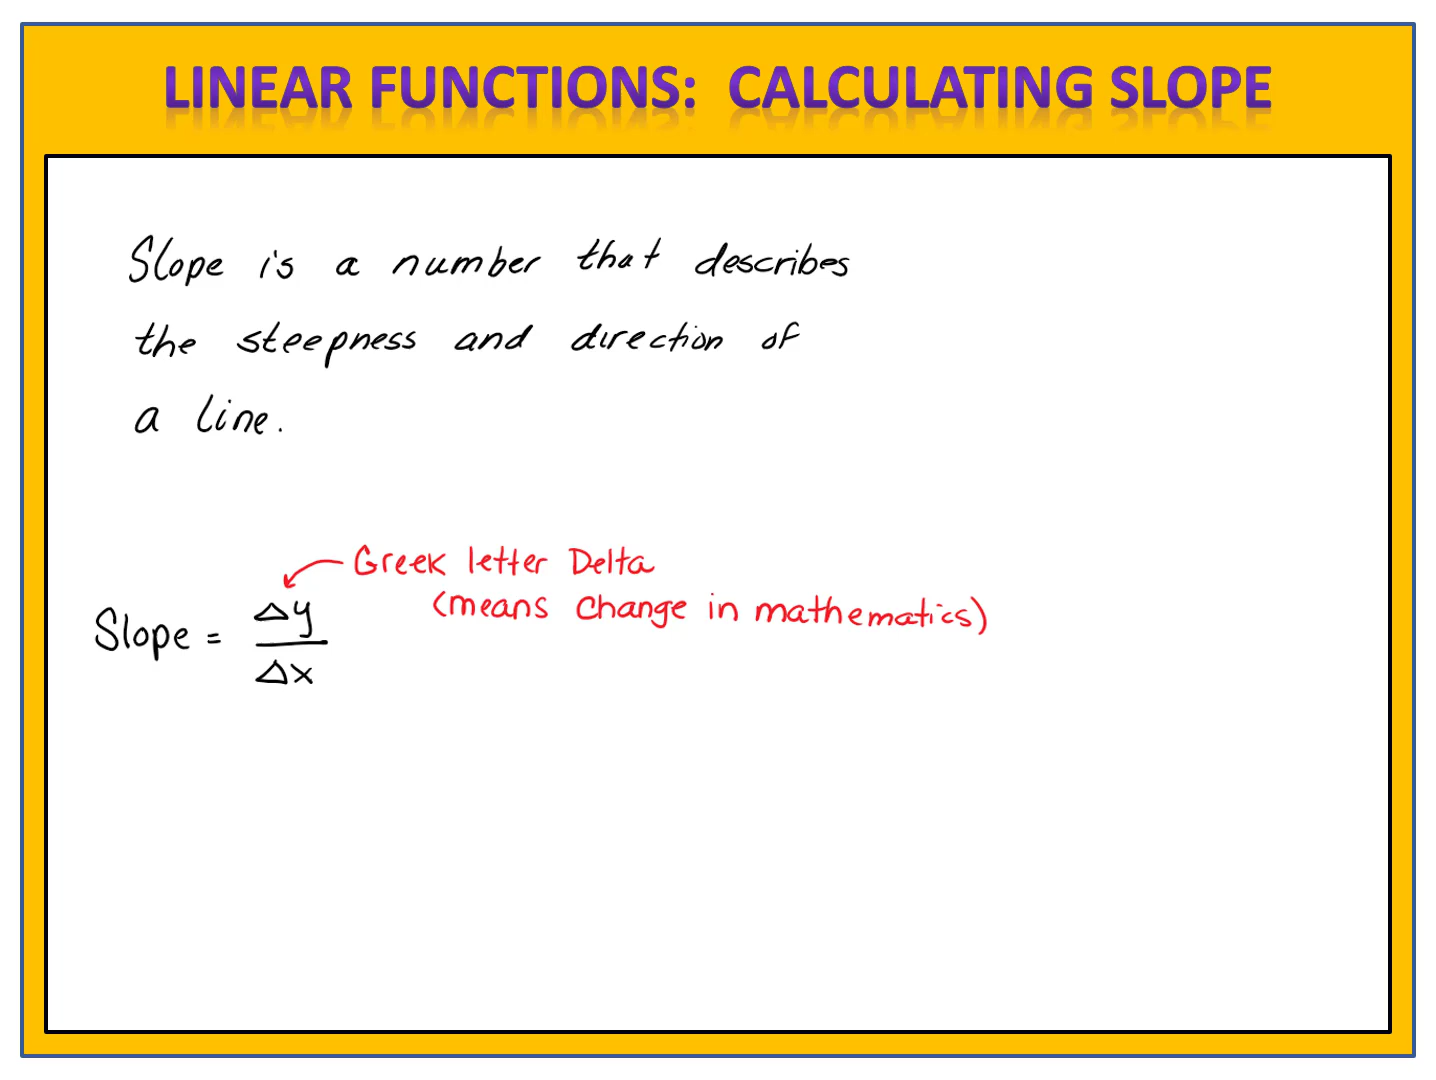 LINEAR FUNCTIONS: CALCULATING SLOPE
Slope is a number that describes
the steepness and direction of
a line.
Greek letter Delta
(means change in mathematics)
Slope = Δy
Δx